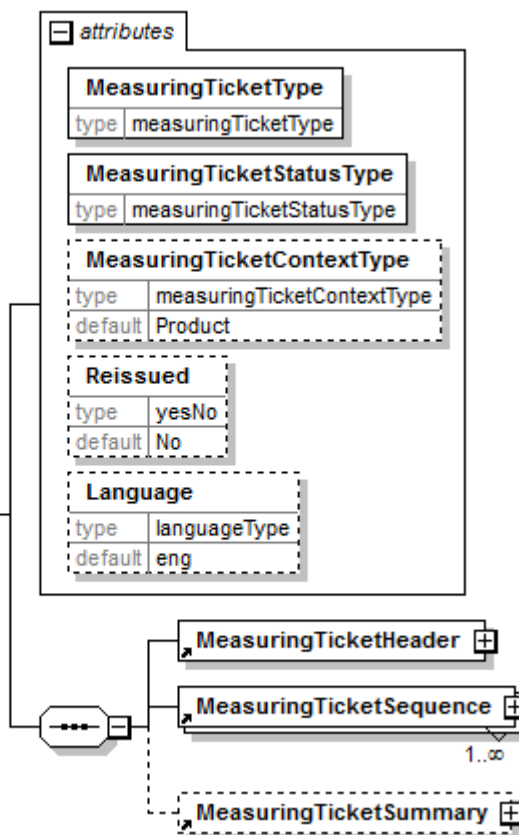 attributes
MeasuringTicketType
type measuringTicketType
MeasuringTicketStatusType
type measuringTicketStatusType
MeasuringTicketContextType
type measuringTicketContextType
default Product
Reissued
type yesNo
default No
Language
type languageType
default eng
MeasuringTicketHeader
MeasuringTicketSequence
1..∞
MeasuringTicketSummary